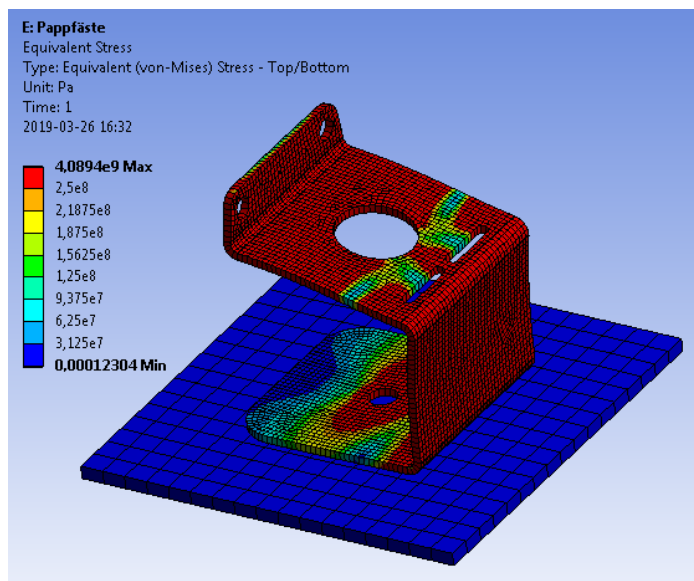 E: Pappfäste
Equivalent Stress
Type: Equivalent (von-Mises) Stress - Top/Bottom
Unit: Pa
Time: 1
2019-03-26 16:32
4,0894e9 Max
2,5e8
2,1875e8
1,875e8
1,5625e8
1,25e8
9,375e7
6,25e7
3,125e7
0,00012304 Min